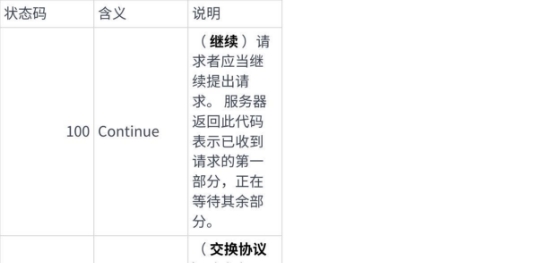 状态码 含义 说明
（继续）请
求者应当继
续提出请
求。 服务器
返回此代码
100 Continue 表示已收到
请求的第一
部分，正在
等待其余部
分。
（交换协议